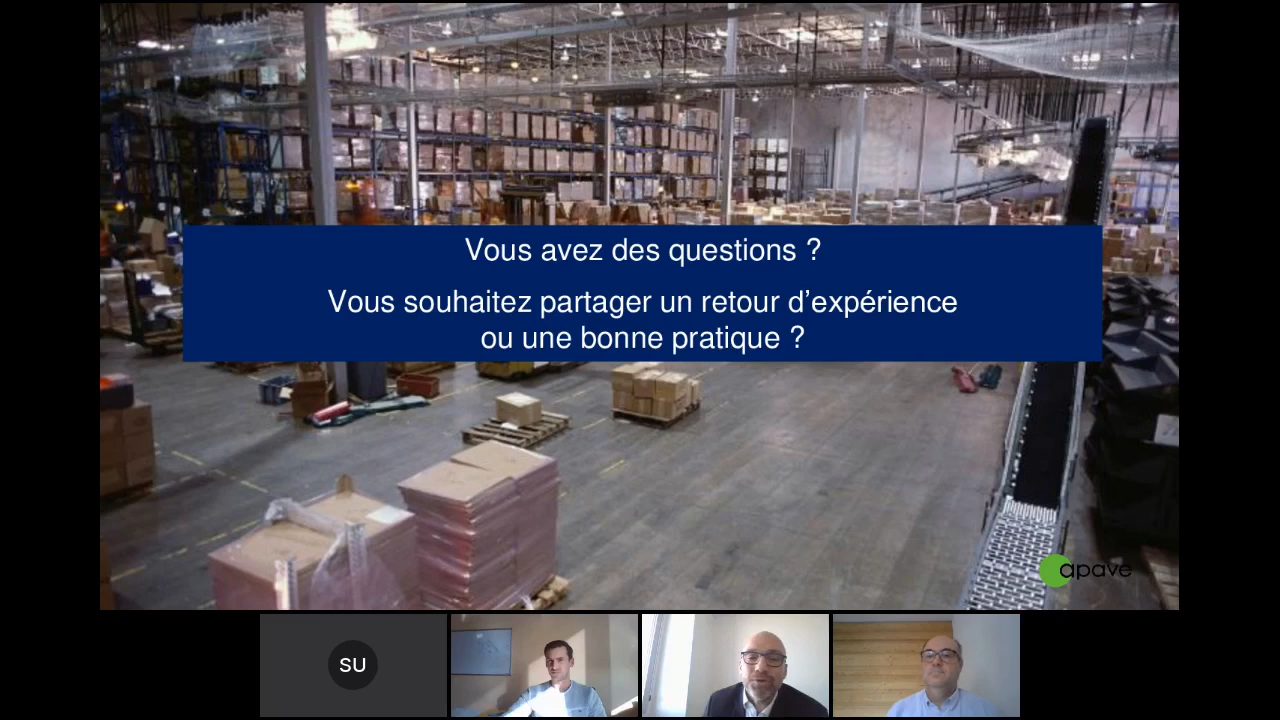 Vous avez des questions ?
Vous souhaitez partager un retour d’expérience
ou une bonne pratique ?
apave
SU